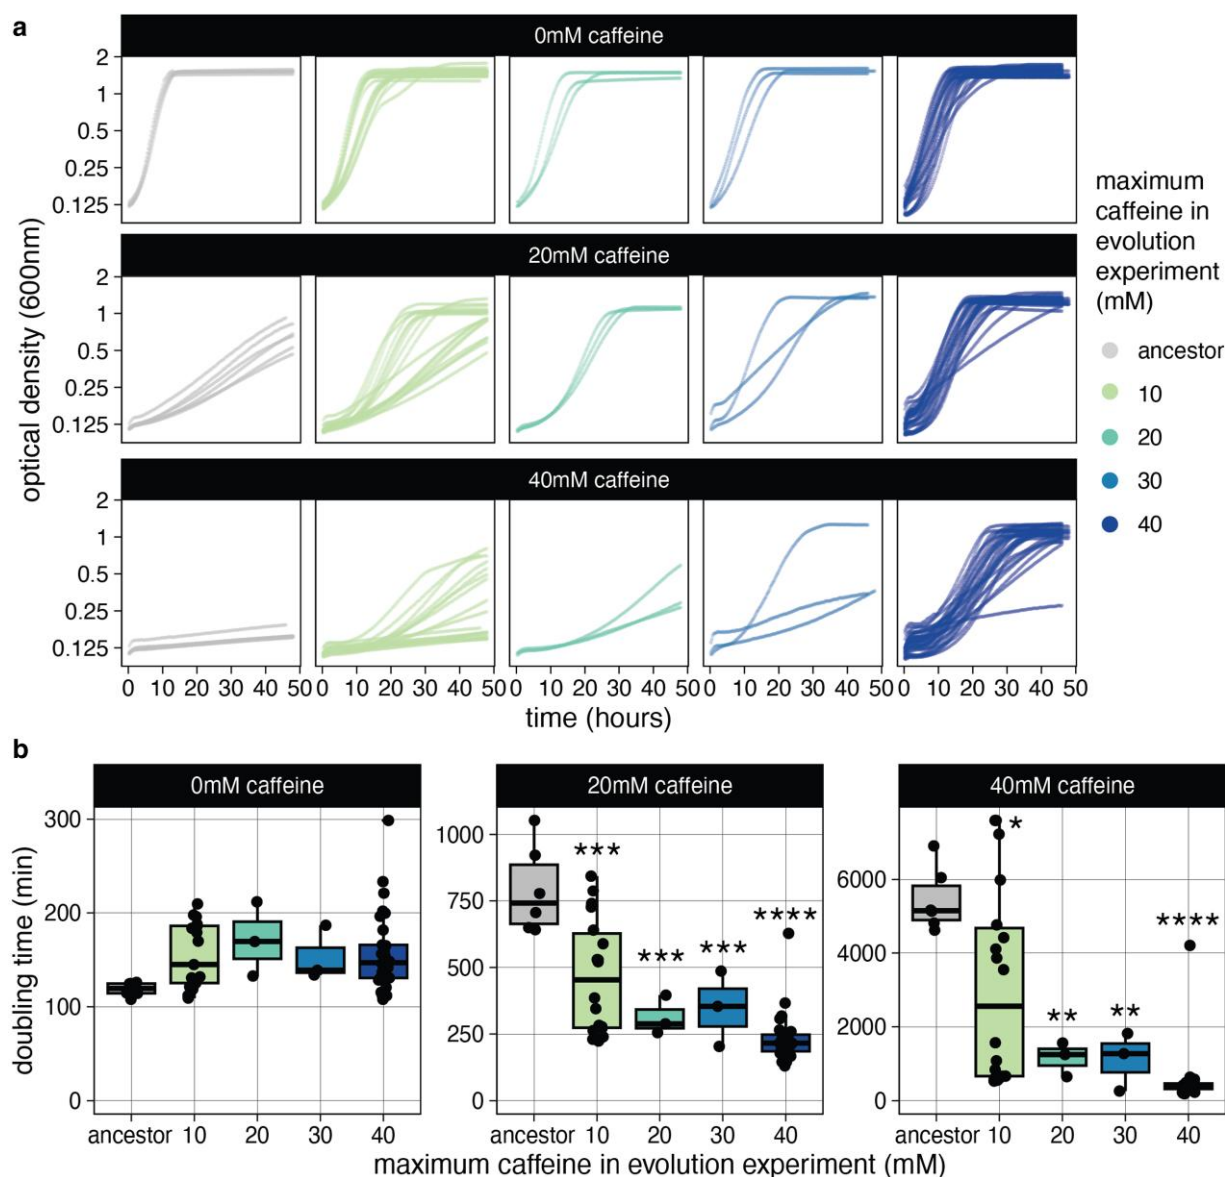 a
0mM caffeine
2
1
0.5
0.25
0.125
20mM caffeine
2
1
0.5
0.25
0.125
40mM caffeine
2
1
0.5
0.25
0.125
0 10 20 30 40 50 0 10 20 30 40 50 0 10 20 30 40 50 0 10 20 30 40 50 0 10 20 30 40 50
time (hours)
optical density (600nm)
maximum
caffeine in
evolution
experiment
(mM)
ancestor
10
20
30
40
b
0mM caffeine
300
200
100
0
ancestor 10 20 30 40
20mM caffeine
1000
750
500
250
0
***
***
***
****
ancestor 10 20 30 40
40mM caffeine
6000
4000
2000
0
*
**
**
****
ancestor 10 20 30 40
doubling time (min)
maximum caffeine in evolution experiment (mM)